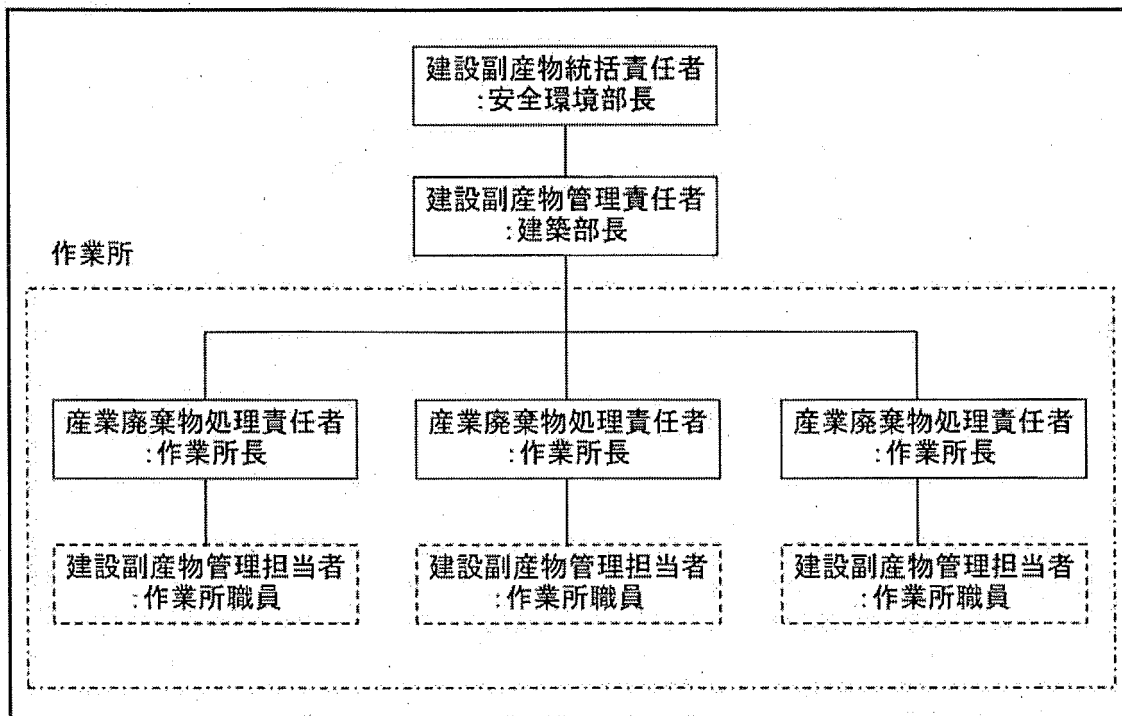 建設副産物統括責任者
:安全環境部長
建設副産物管理責任者
:建築部長
作業所
産業廃棄物処理責任者
:作業所長
産業廃棄物処理責任者
:作業所長
産業廃棄物処理責任者
:作業所長
建設副産物管理担当者
:作業所職員
建設副産物管理担当者
:作業所職員
建設副産物管理担当者
:作業所職員